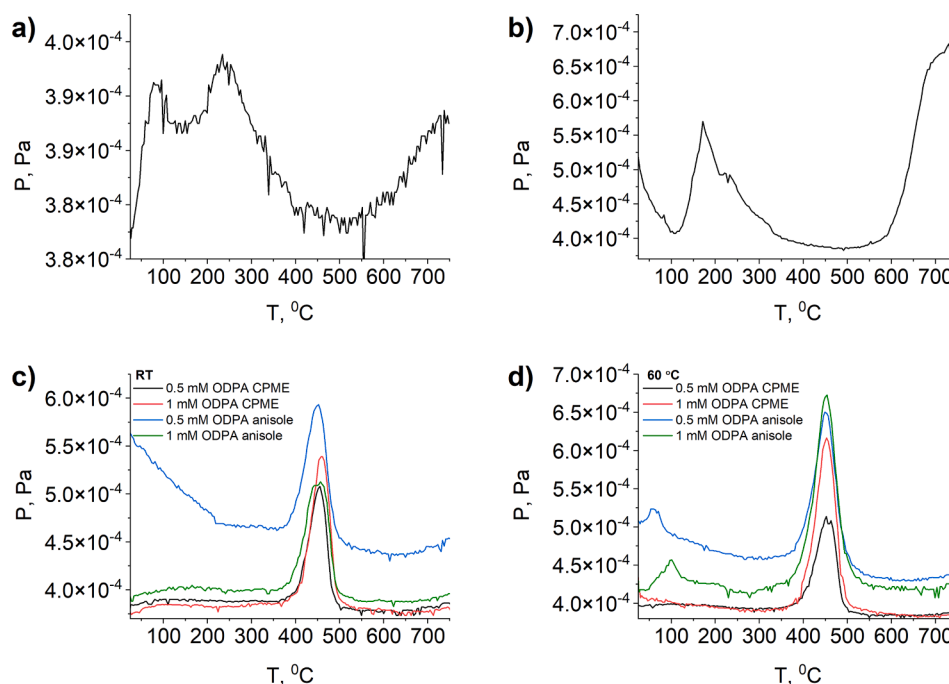 a)
4.0×10⁻⁴
3.9×10⁻⁴
3.9×10⁻⁴
3.8×10⁻⁴
3.8×10⁻⁴
P, Pa
100 200 300 400 500 600 700
T, ⁰C
b)
7.0×10⁻⁴
6.5×10⁻⁴
6.0×10⁻⁴
5.5×10⁻⁴
5.0×10⁻⁴
4.5×10⁻⁴
4.0×10⁻⁴
P, Pa
100 200 300 400 500 600 700
T, ⁰C
c)
RT
0.5 mM ODPA CPME
1 mM ODPA CPME
0.5 mM ODPA anisole
1 mM ODPA anisole
6.0×10⁻⁴
5.5×10⁻⁴
5.0×10⁻⁴
4.5×10⁻⁴
4.0×10⁻⁴
P, Pa
100 200 300 400 500 600 700
T, ⁰C
d)
60 °C
0.5 mM ODPA CPME
1 mM ODPA CPME
0.5 mM ODPA anisole
1 mM ODPA anisole
7.0×10⁻⁴
6.5×10⁻⁴
6.0×10⁻⁴
5.5×10⁻⁴
5.0×10⁻⁴
4.5×10⁻⁴
4.0×10⁻⁴
P, Pa
100 200 300 400 500 600 700
T, ⁰C